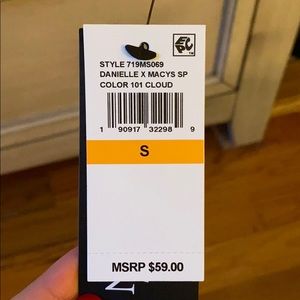 STYLE 719MS069
DANIELLE X MACYS SP
COLOR 101 CLOUD
1 90917 32298 9
S
MSRP $59.00